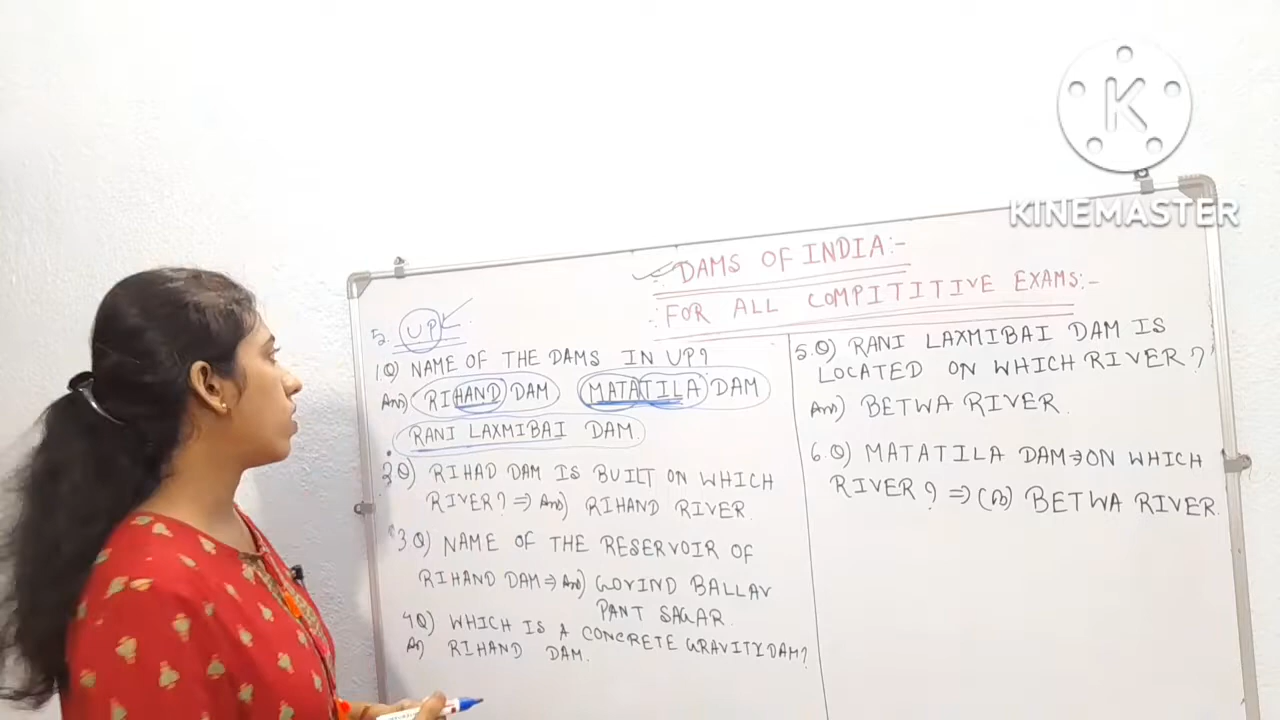 K
KINEMASTER
DAMS OF INDIA:-
FOR ALL COMPITITIVE EXAMS:-
5. UP
1Q) NAME OF THE DAMS IN UP?
Ans) RIHAND DAM MATATILA DAM
RANI LAXMIBAI DAM.
2Q) RIHAD DAM IS BUILT ON WHICH
RIVER? ⇒ Ans) RIHAND RIVER.
3Q) NAME OF THE RESERVOIR OF
RIHAND DAM ⇒ Ans) GOVIND BALLAV
PANT SAGAR.
4Q) WHICH IS A CONCRETE GRAVITY DAM?
A) RIHAND DAM.
5.Q) RANI LAXMIBAI DAM IS
LOCATED ON WHICH RIVER?
Ans) BETWA RIVER.
6.Q) MATATILA DAM ⇒ ON WHICH
RIVER? ⇒ (A) BETWA RIVER.